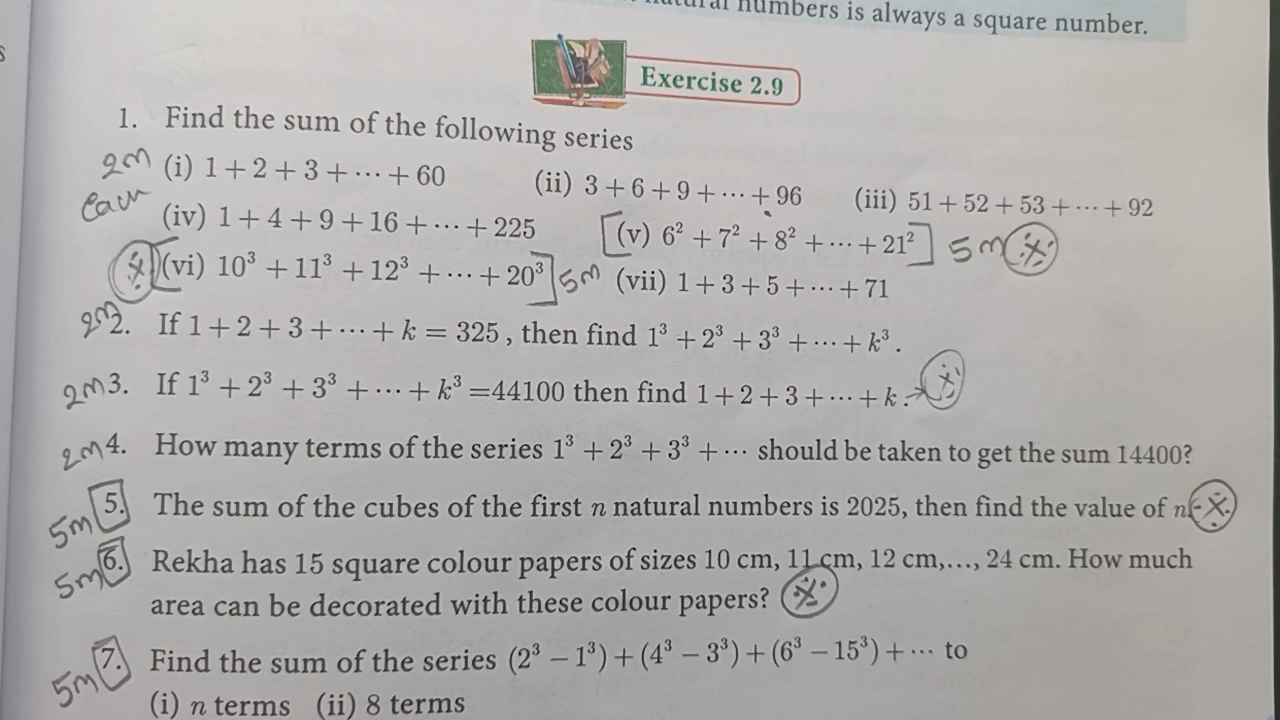 natural numbers is always a square number.
Exercise 2.9
1. Find the sum of the following series
2m each (i) 1 + 2 + 3 + ⋯ + 60 (ii) 3 + 6 + 9 + ⋯ + 96 (iii) 51 + 52 + 53 + ⋯ + 92
(iv) 1 + 4 + 9 + 16 + ⋯ + 225 [(v) 6² + 7² + 8² + ⋯ + 21²] 5m
[(vi) 10³ + 11³ + 12³ + ⋯ + 20³] 5m (vii) 1 + 3 + 5 + ⋯ + 71
2m 2. If 1 + 2 + 3 + ⋯ + k = 325, then find 1³ + 2³ + 3³ + ⋯ + k³.
2m 3. If 1³ + 2³ + 3³ + ⋯ + k³ =44100 then find 1 + 2 + 3 + ⋯ + k.
2m 4. How many terms of the series 1³ + 2³ + 3³ + ⋯ should be taken to get the sum 14400?
5m 5. The sum of the cubes of the first n natural numbers is 2025, then find the value of n.
5m 6. Rekha has 15 square colour papers of sizes 10 cm, 11 cm, 12 cm,…, 24 cm. How much
area can be decorated with these colour papers?
5m 7. Find the sum of the series (2³ − 1³) + (4³ − 3³) + (6³ − 15³) + ⋯ to
(i) n terms (ii) 8 terms